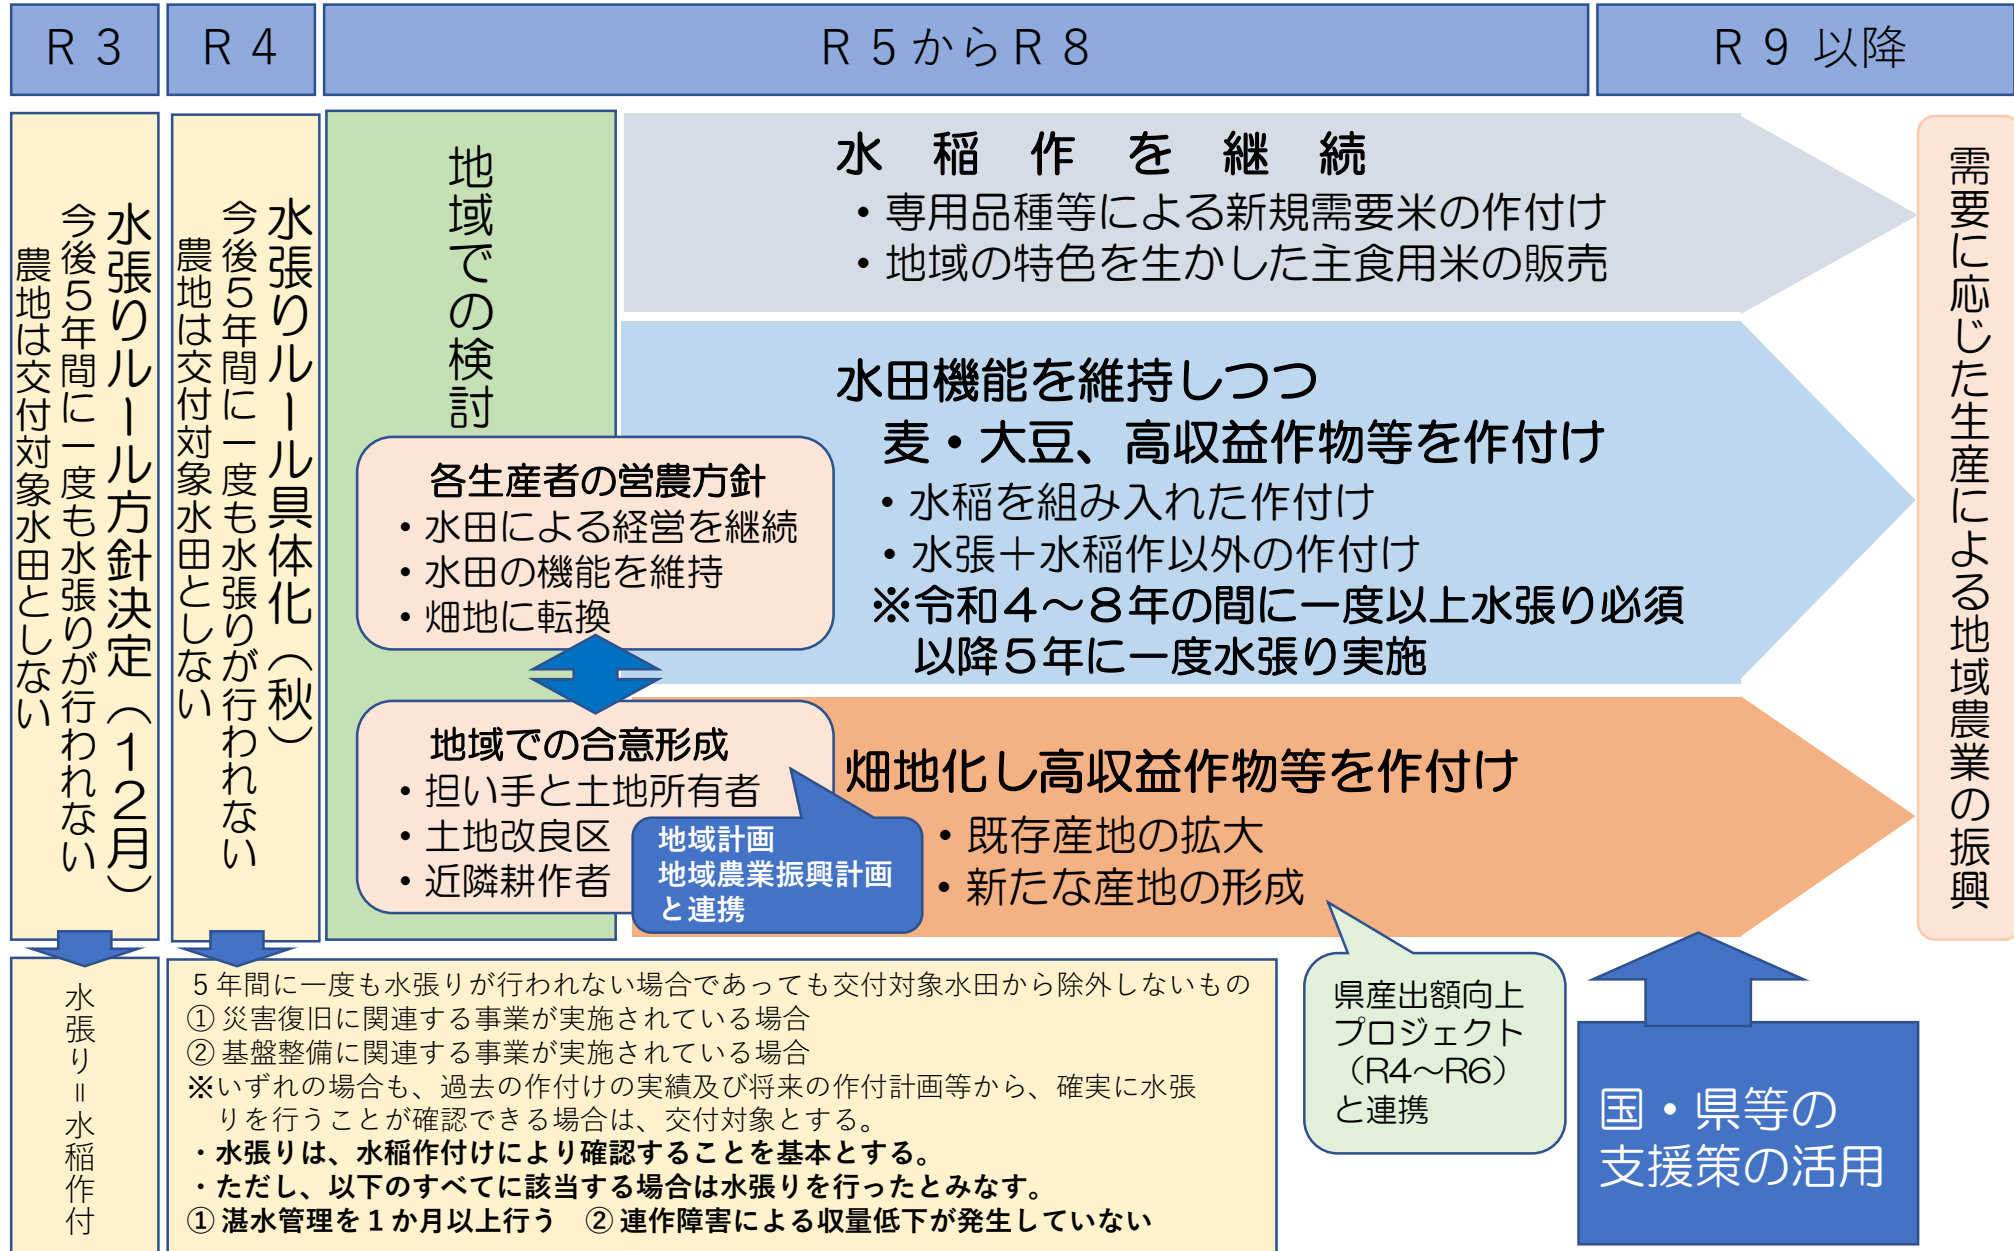 R 3
R 4
R 5 から R 8
R 9 以降
水張りルール方針決定（12月）
今後5年間に一度も水張りが行われない
農地は交付対象水田としない
水張りルール具体化（秋）
今後5年間に一度も水張りが行われない
農地は交付対象水田としない
地域での検討
各生産者の営農方針
・水田による経営を継続
・水田の機能を維持
・畑地に転換
地域での合意形成
・担い手と土地所有者
・土地改良区
・近隣耕作者
地域計画
地域農業振興計画
と連携
水 稲 作 を 継 続
・専用品種等による新規需要米の作付け
・地域の特色を生かした主食用米の販売
水田機能を維持しつつ
麦・大豆、高収益作物等を作付け
・水稲を組み入れた作付け
・水張＋水稲作以外の作付け
※令和4～8年の間に一度以上水張り必須
以降5年に一度水張り実施
畑地化し高収益作物等を作付け
・既存産地の拡大
・新たな産地の形成
需要に応じた生産による地域農業の振興
水張り＝水稲作付
5年間に一度も水張りが行われない場合であっても交付対象水田から除外しないもの
①災害復旧に関連する事業が実施されている場合
②基盤整備に関連する事業が実施されている場合
※いずれの場合も、過去の作付けの実績及び将来の作付計画等から、確実に水張
りを行うことが確認できる場合は、交付対象とする。
・水張りは、水稲作付けにより確認することを基本とする。
・ただし、以下のすべてに該当する場合は水張りを行ったとみなす。
①湛水管理を１か月以上行う　②連作障害による収量低下が発生していない
県産出額向上
プロジェクト
（R4～R6）
と連携
国・県等の
支援策の活用